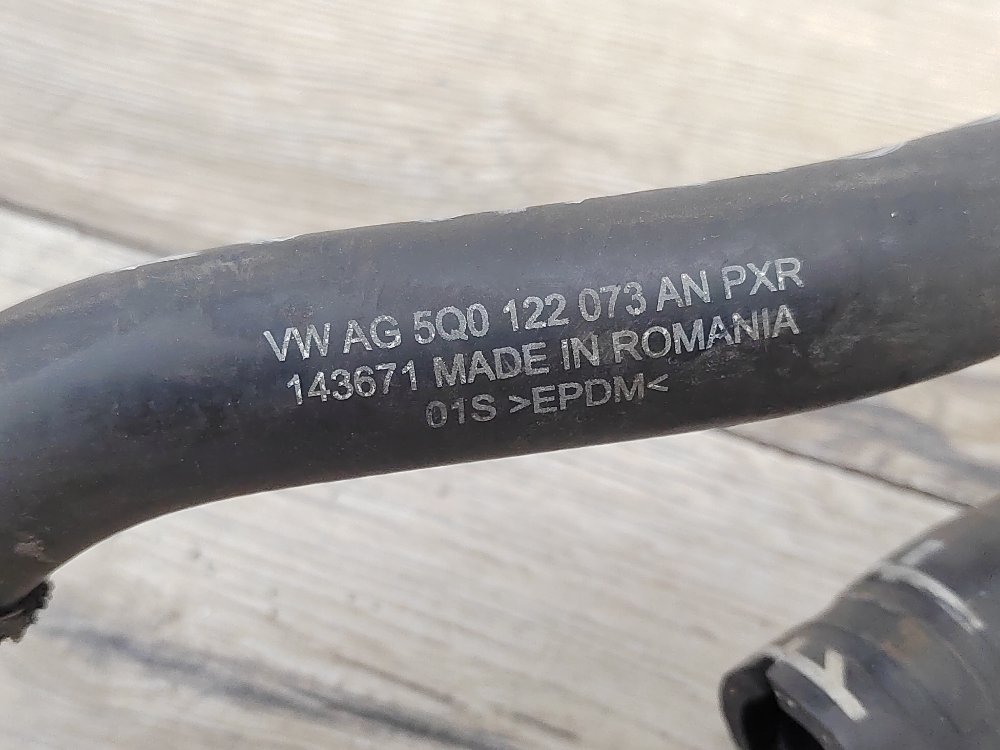 VW AG 5Q0 122 073 AN PXR
143671 MADE IN ROMANIA
01S >EPDM<
Y